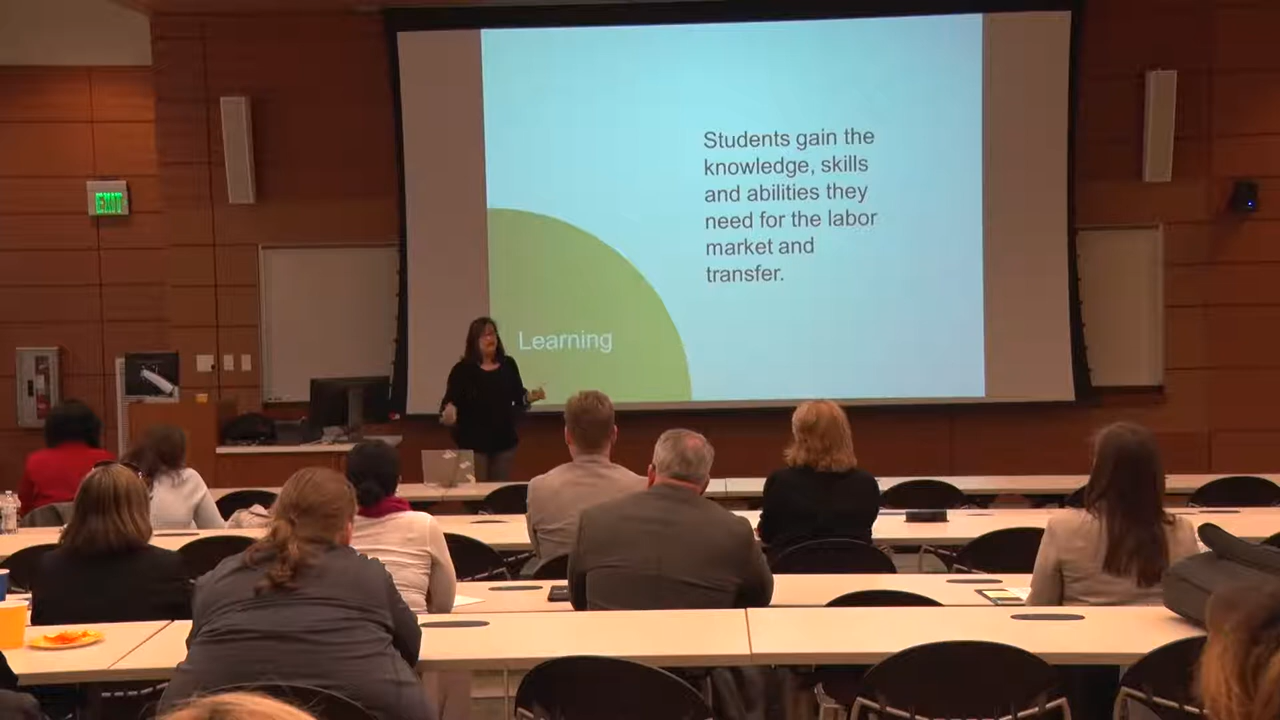 EXIT
Students gain the
knowledge, skills
and abilities they
need for the labor
market and
transfer.
Learning